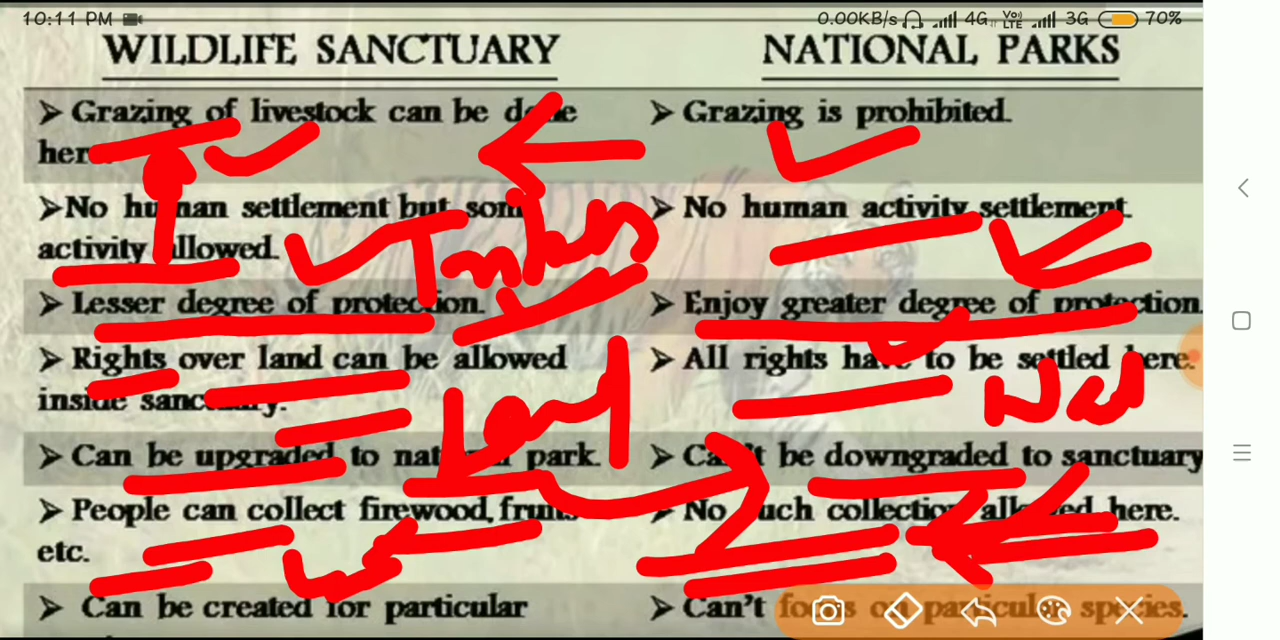 10:11 PM 0.00KB/s 4G Vo) LTE 3G 70%
WILDLIFE SANCTUARY NATIONAL PARKS
➢ Grazing of livestock can be done ➢ Grazing is prohibited.
here.
➢No human settlement but some ➢ No human activity settlement.
activity allowed.
➢ Lesser degree of protection. ➢ Enjoy greater degree of protection.
➢ Rights over land can be allowed ➢ All rights have to be settled here.
inside sanctuary.
➢ Can be upgraded to national park. ➢ Can't be downgraded to sanctuary
➢ People can collect firewood, fruits ➢ No such collection allowed here.
etc.
➢ Can be created for particular ➢ Can't focus on particular species.